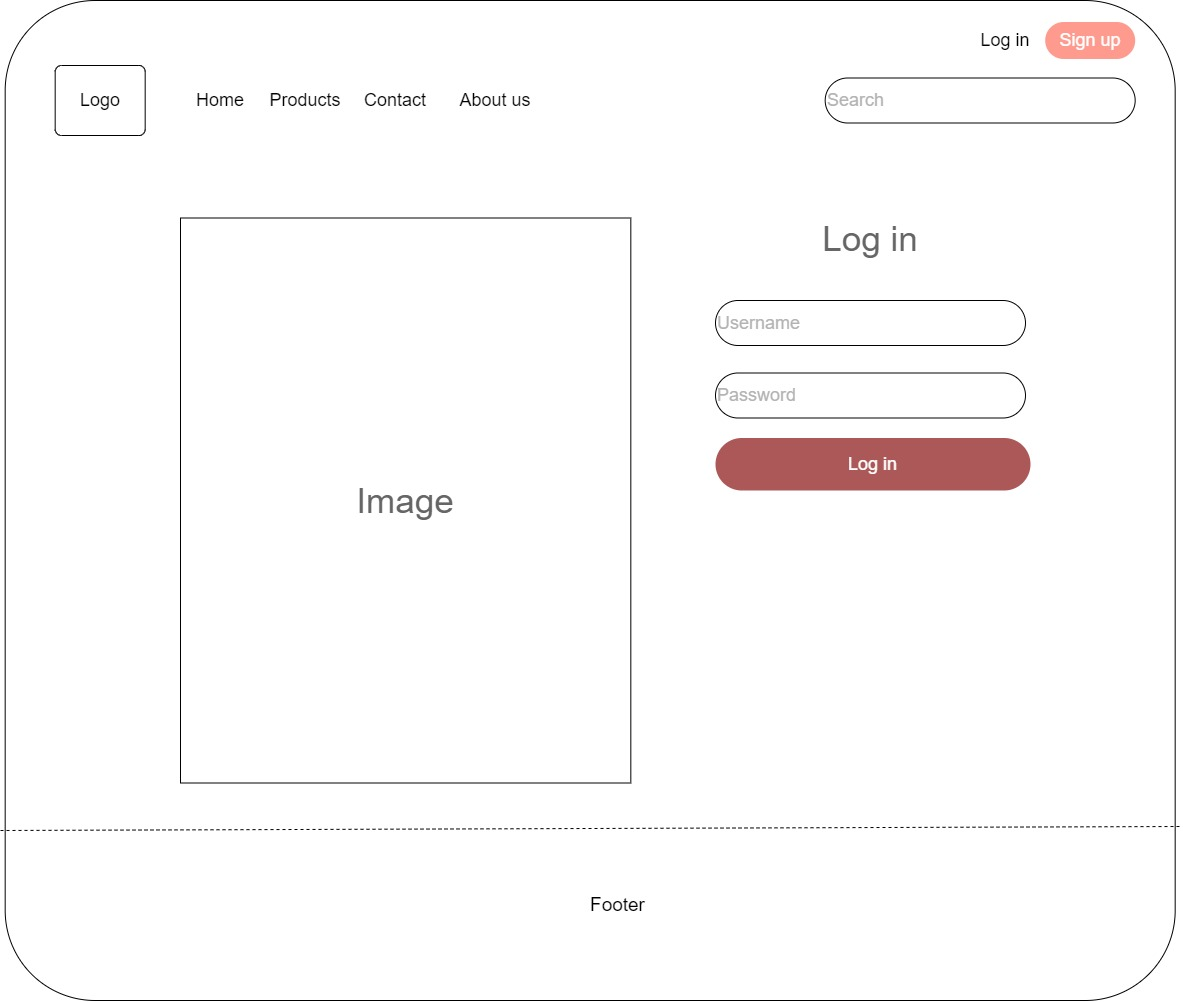 Log in
Sign up
Logo
Home
Products
Contact
About us
Search
Log in
Username
Password
Log in
Image
Footer